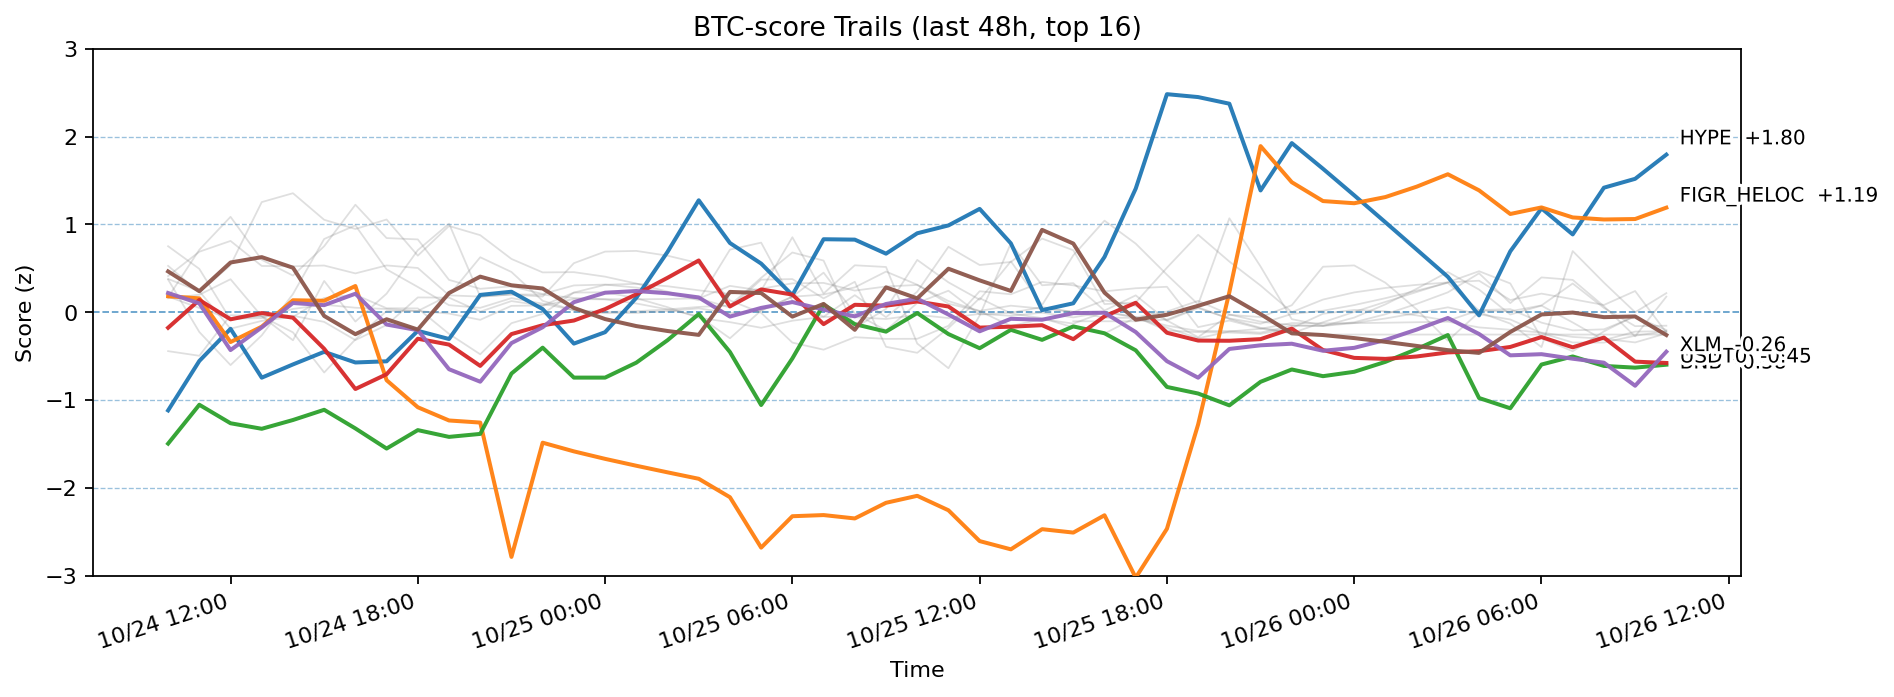 BTC-score Trails (last 48h, top 16)
3
2
1
0
−1
−2
−3
Score (z)
HYPE +1.80
FIGR_HELOC +1.19
XLM -0.26
-0.45
10/24 12:00
10/24 18:00
10/25 00:00
10/25 06:00
10/25 12:00
10/25 18:00
10/26 00:00
10/26 06:00
10/26 12:00
Time